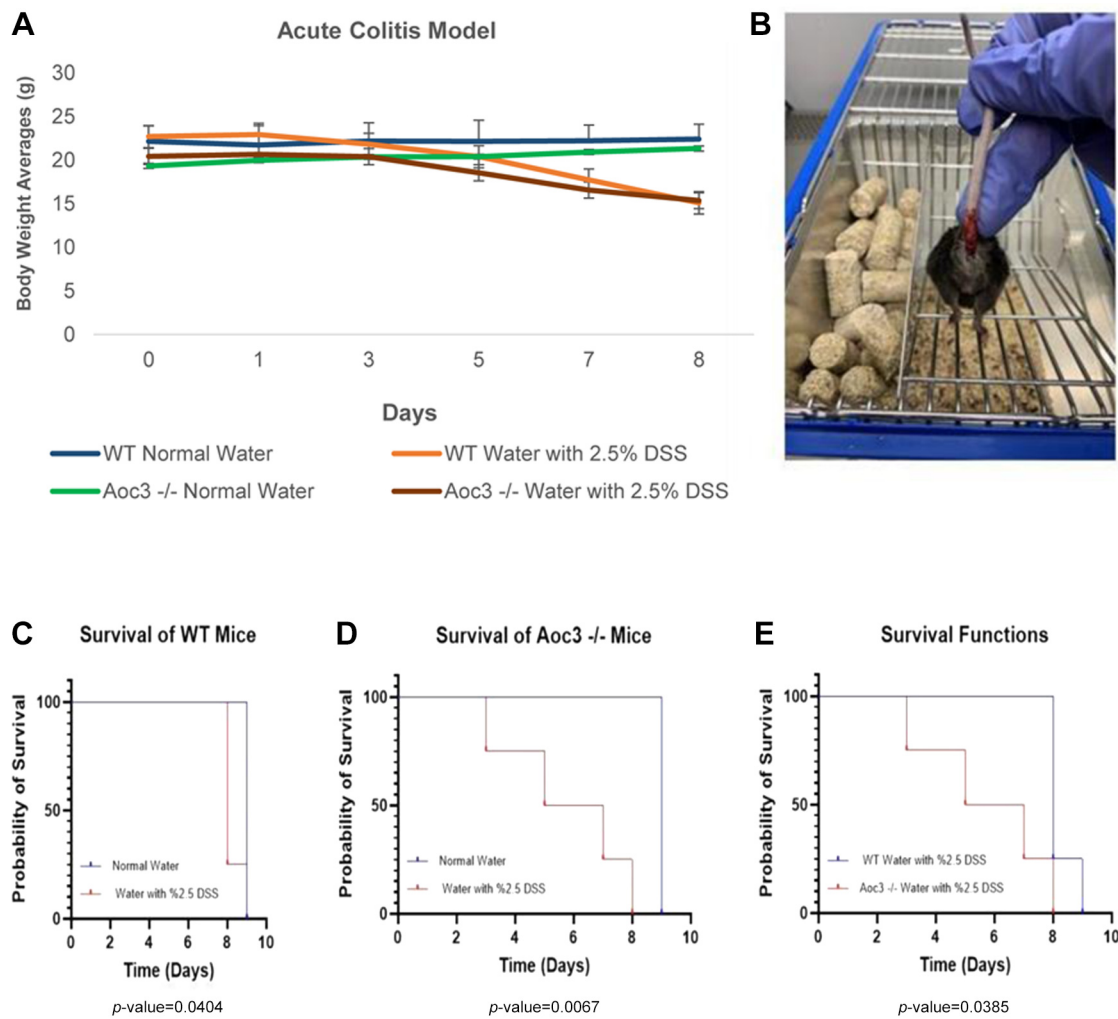 A
Acute Colitis Model
Body Weight Averages (g)
30
25
20
15
10
5
0
0 1 3 5 7 8
Days
WT Normal Water
WT Water with 2.5% DSS
Aoc3 -/- Normal Water
Aoc3 -/- Water with 2.5% DSS
B
C
Survival of WT Mice
Probability of Survival
100
50
0
0 2 4 6 8 10
Normal Water
Water with %2 5 DSS
Time (Days)
p-value=0.0404
D
Survival of Aoc3 -/- Mice
Probability of Survival
100
50
0
0 2 4 6 8 10
Normal Water
Water with %2 5 DSS
Time (Days)
p-value=0.0067
E
Survival Functions
Probability of Survival
100
50
0
0 2 4 6 8 10
WT Water with %2 5 DSS
Aoc3 -/- Water with %2 5 DSS
Time (Days)
p-value=0.0385